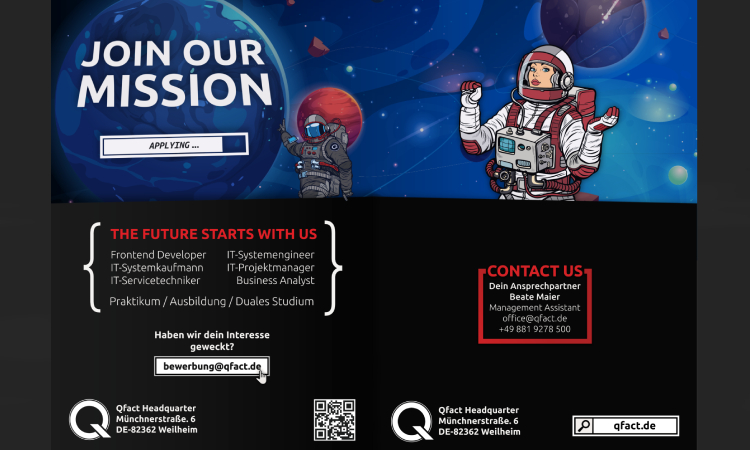 JOIN OUR
MISSION
APPLYING ...
THE FUTURE STARTS WITH US
Frontend Developer IT-Systemengineer
IT-Systemkaufmann IT-Projektmanager
IT-Servicetechniker Business Analyst
Praktikum / Ausbildung / Duales Studium
Haben wir dein Interesse
geweckt?
bewerbung@qfact.de
Qfact Headquarter
Münchnerstraße. 6
DE-82362 Weilheim
CONTACT US
Dein Ansprechpartner
Beate Maier
Management Assistant
office@qfact.de
+49 881 9278 500
Qfact Headquarter
Münchnerstraße. 6
DE-82362 Weilheim
qfact.de